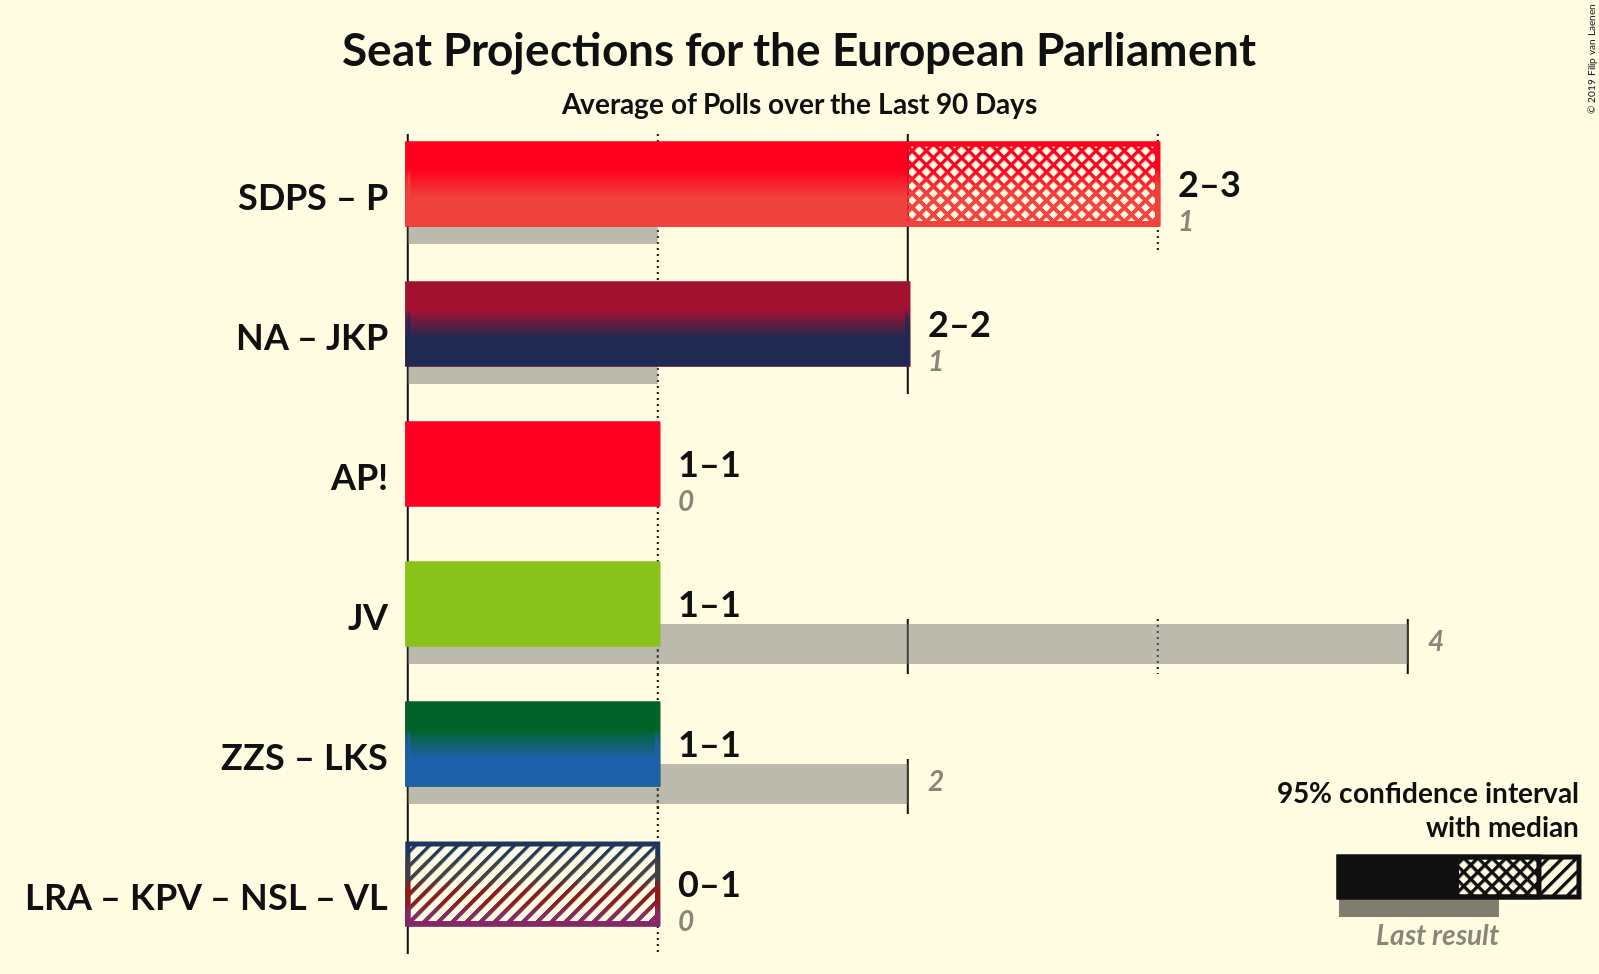 Seat Projections for the European Parliament
Average of Polls over the Last 90 Days
© 2019 Filip van Laenen
SDPS – P
2–3
1
NA – JKP
2–2
1
AP!
1–1
0
JV
1–1
4
ZZS – LKS
1–1
2
LRA – KPV – NSL – VL
0–1
0
95% confidence interval
with median
Last result